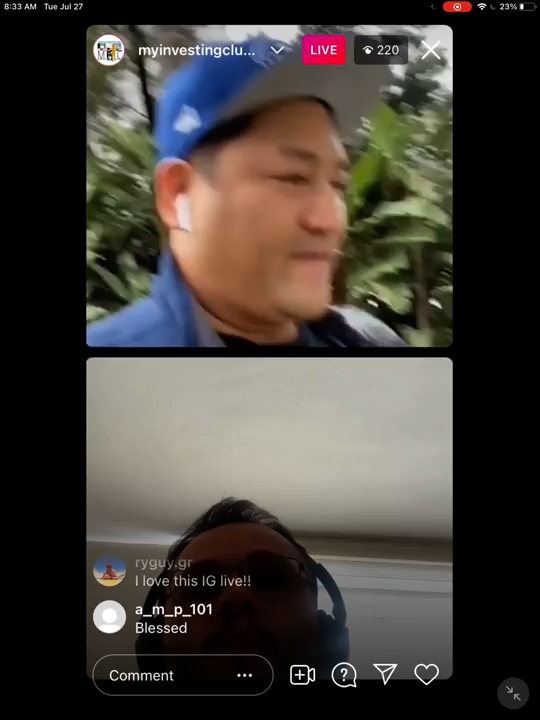 8:33 AM Tue Jul 27
23%
myinvestingclu...
LIVE
220
ryguy.gr
I love this IG live!!
a_m_p_101
Blessed
Comment